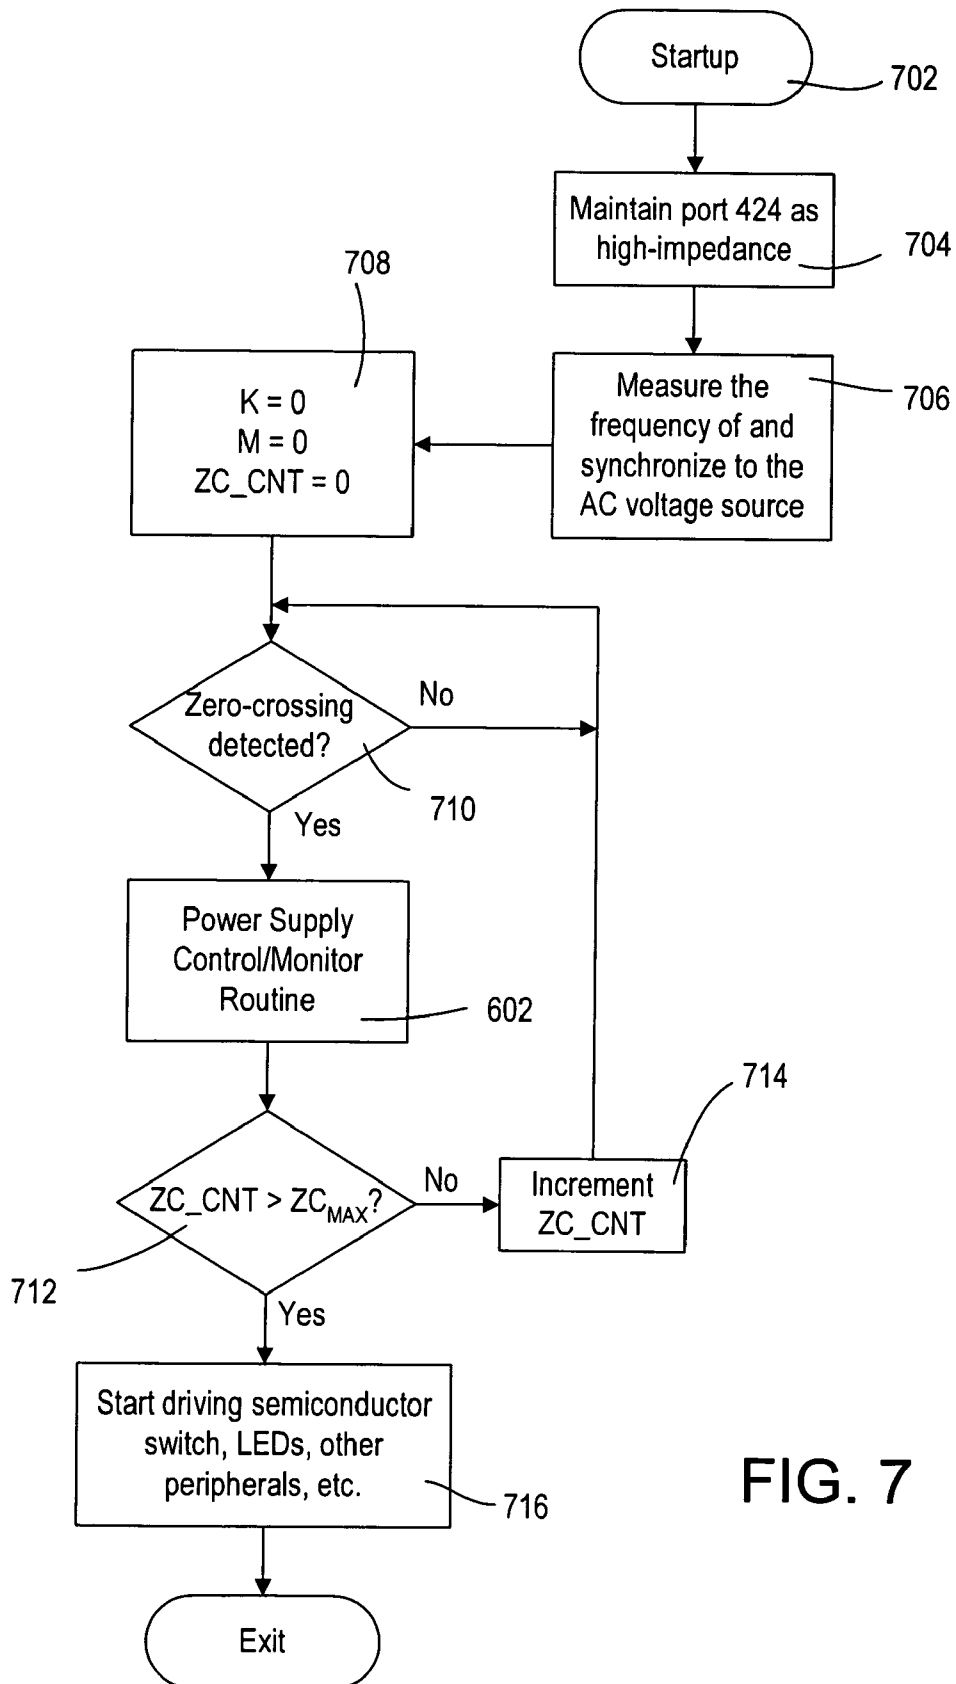 Startup
702
Maintain port 424 as
high-impedance
704
708
K = 0
M = 0
ZC_CNT = 0
Measure the
frequency of and
synchronize to the
AC voltage source
706
Zero-crossing
detected?
No
710
Yes
Power Supply
Control/Monitor
Routine
602
714
ZC_CNT > ZCMAX?
No
Increment
ZC_CNT
712
Yes
Start driving semiconductor
switch, LEDs, other
peripherals, etc.
716
FIG. 7
Exit